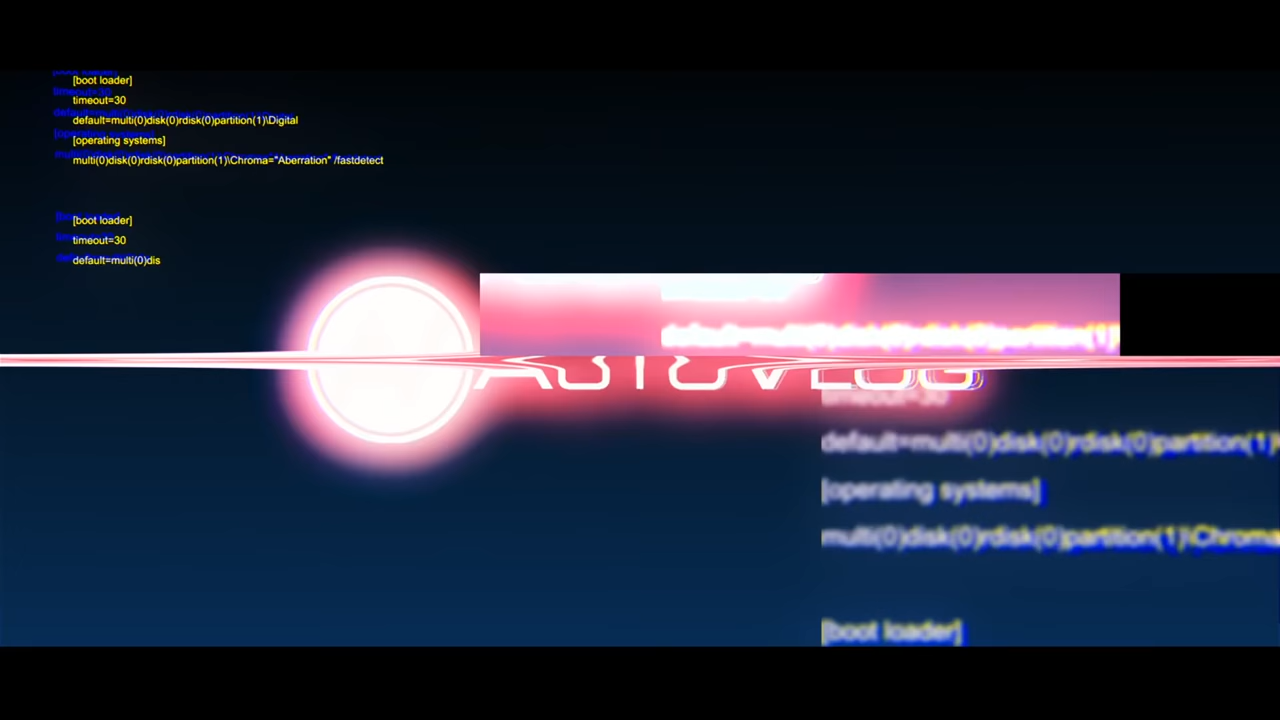 [boot loader]
timeout=30
default=multi(0)disk(0)rdisk(0)partition(1)\Digital
[operating systems]
multi(0)disk(0)rdisk(0)partition(1)\Chroma="Aberration" /fastdetect
[boot loader]
timeout=30
default=multi(0)dis
AUTOVLOG
timeout=30
default=multi(0)disk(0)rdisk(0)partition(1)\
[operating systems]
multi(0)disk(0)rdisk(0)partition(1)\Chroma
[boot loader]